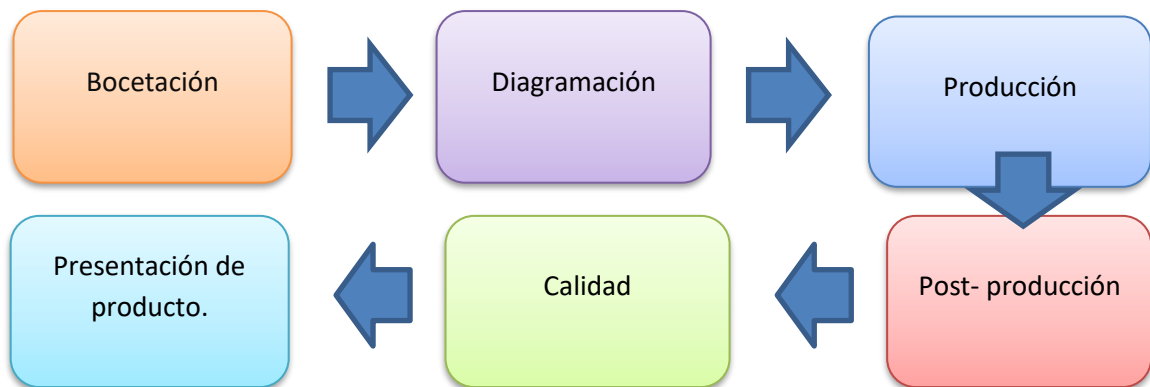 Bocetación
Diagramación
Producción
Post- producción
Calidad
Presentación de
producto.